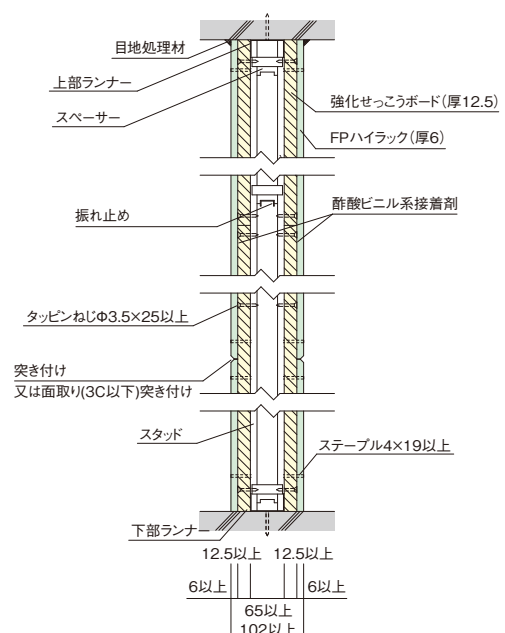 目地処理材
上部ランナー
スペーサー
強化せっこうボード(厚12.5)
FPハイラック(厚6)
振れ止め
酢酸ビニル系接着剤
タッピンねじΦ3.5×25以上
突き付け
又は面取り(3C以下)突き付け
スタッド
ステープル4×19以上
下部ランナー
12.5以上 12.5以上
6以上 6以上
65以上
102以上